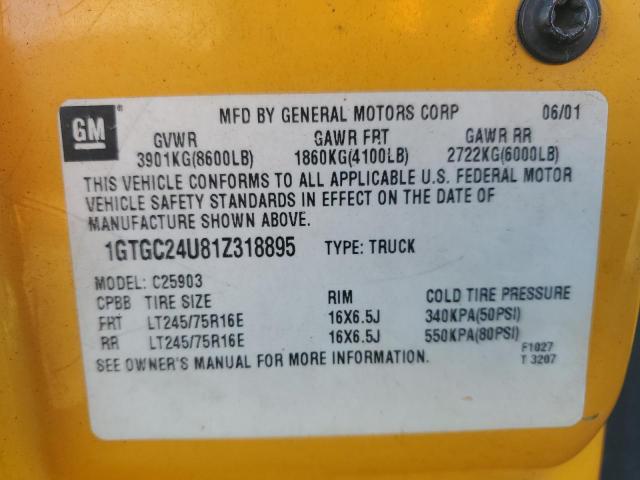 GM
MFD BY GENERAL MOTORS CORP 06/01
GVWR GAWR FRT GAWR RR
3901KG(8600LB) 1860KG(4100LB) 2722KG(6000LB)
THIS VEHICLE CONFORMS TO ALL APPLICABLE U.S. FEDERAL MOTOR
VEHICLE SAFETY STANDARDS IN EFFECT ON THE DATE OF
MANUFACTURE SHOWN ABOVE.
1GTGC24U81Z318895 TYPE: TRUCK
MODEL: C25903
CPBB TIRE SIZE RIM COLD TIRE PRESSURE
FRT LT245/75R16E 16X6.5J 340KPA(50PSI)
RR LT245/75R16E 16X6.5J 550KPA(80PSI)
SEE OWNER'S MANUAL FOR MORE INFORMATION.
F1027
T 3207